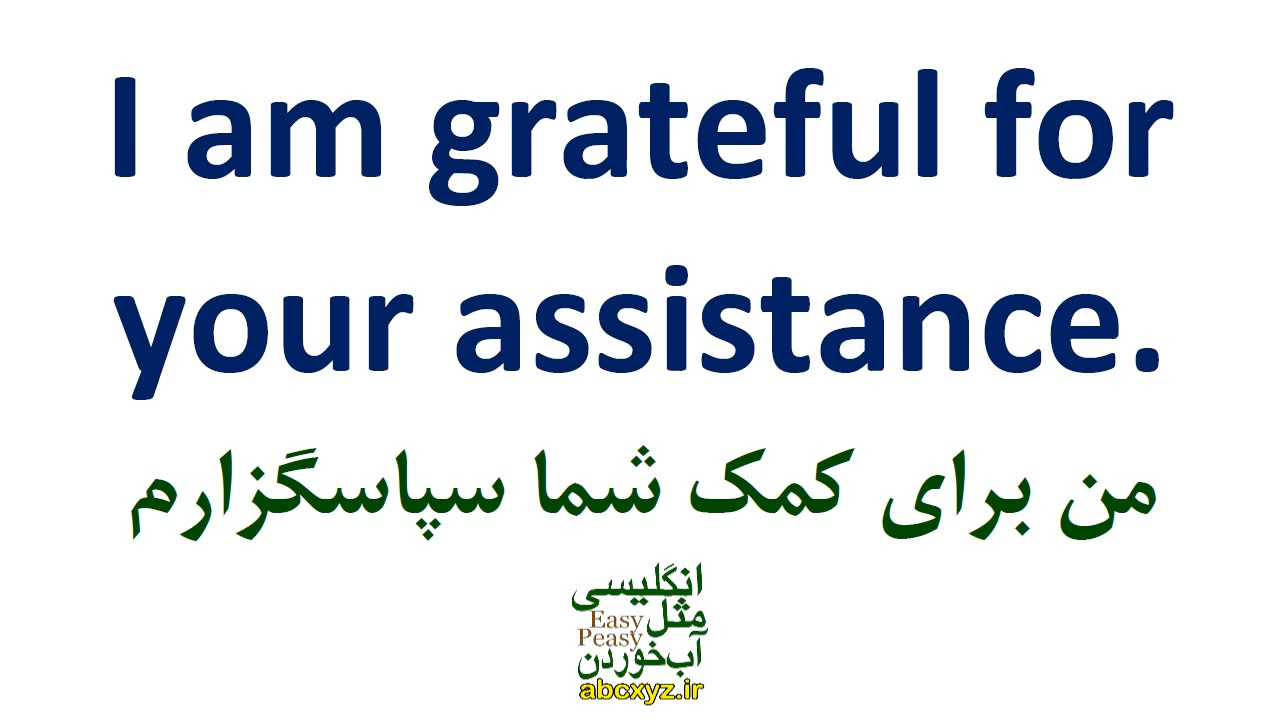 I am grateful for
your assistance.
من برای کمک شما سپاسگزارم
انگلیسی
مثل
Easy
Peasy
آب‌خوردن
abcxyz.ir